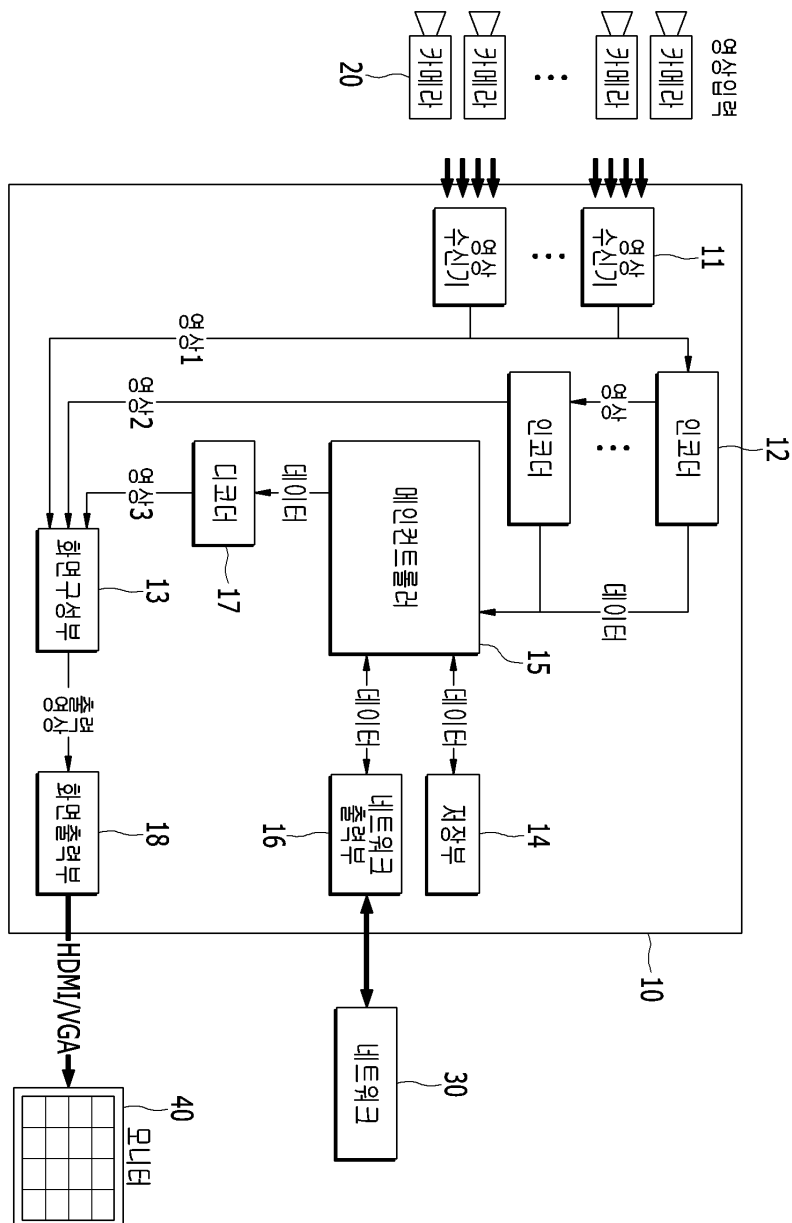 12
영상입력
11
카메라
영상
수신기
인코더
10
카메라
영상
데이터
인코더
15
14
카메라
영상
수신기
30
데이터
저장부
카메라
메인컨트롤러
데이터
네트워크
출력부
네트워크
20
데이터
16
17
디코더
영상1
40
영상2
13
18
모니터
영상3
화면구성부
출력
영상
화면출력부
HDMI/VGA